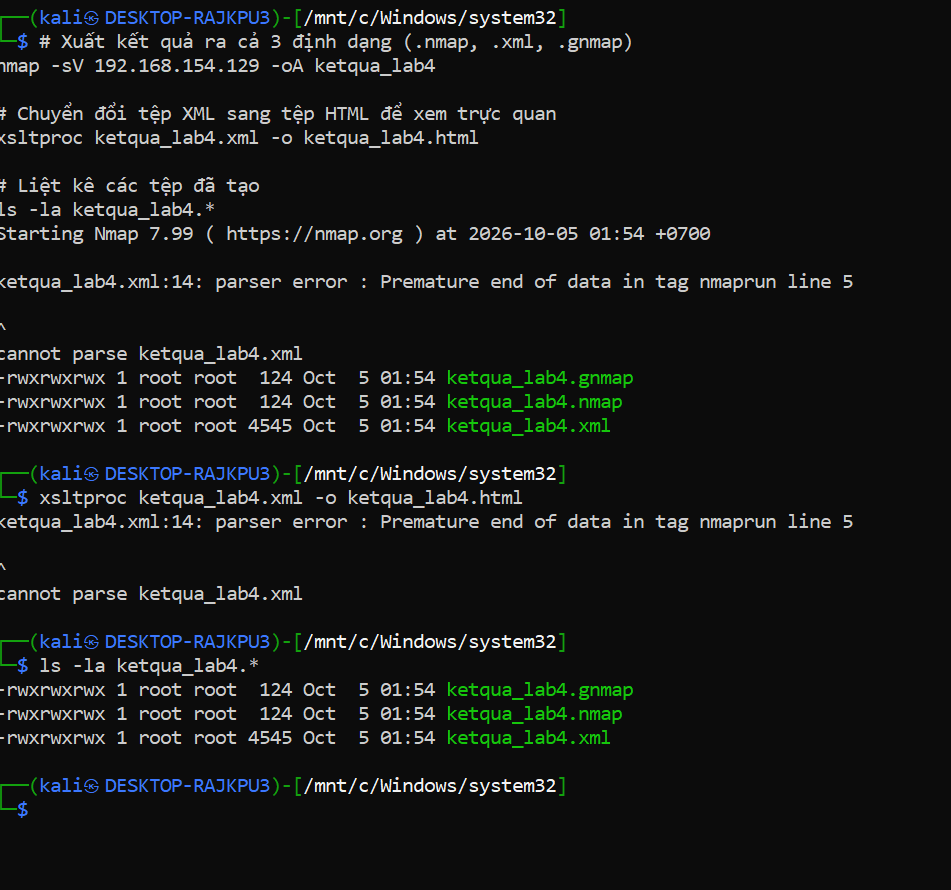 (kali㉿DESKTOP-RAJKPU3)-[/mnt/c/Windows/system32]
$ # Xuất kết quả ra cả 3 định dạng (.nmap, .xml, .gnmap)
nmap -sV 192.168.154.129 -oA ketqua_lab4
# Chuyển đổi tệp XML sang tệp HTML để xem trực quan
xsltproc ketqua_lab4.xml -o ketqua_lab4.html
# Liệt kê các tệp đã tạo
ls -la ketqua_lab4.*
Starting Nmap 7.99 ( https://nmap.org ) at 2026-10-05 01:54 +0700
ketqua_lab4.xml:14: parser error : Premature end of data in tag nmaprun line 5
^
cannot parse ketqua_lab4.xml
-rwxrwxrwx 1 root root  124 Oct  5 01:54 ketqua_lab4.gnmap
-rwxrwxrwx 1 root root  124 Oct  5 01:54 ketqua_lab4.nmap
-rwxrwxrwx 1 root root 4545 Oct  5 01:54 ketqua_lab4.xml
(kali㉿DESKTOP-RAJKPU3)-[/mnt/c/Windows/system32]
$ xsltproc ketqua_lab4.xml -o ketqua_lab4.html
ketqua_lab4.xml:14: parser error : Premature end of data in tag nmaprun line 5
^
cannot parse ketqua_lab4.xml
(kali㉿DESKTOP-RAJKPU3)-[/mnt/c/Windows/system32]
$ ls -la ketqua_lab4.*
-rwxrwxrwx 1 root root  124 Oct  5 01:54 ketqua_lab4.gnmap
-rwxrwxrwx 1 root root  124 Oct  5 01:54 ketqua_lab4.nmap
-rwxrwxrwx 1 root root 4545 Oct  5 01:54 ketqua_lab4.xml
(kali㉿DESKTOP-RAJKPU3)-[/mnt/c/Windows/system32]
$